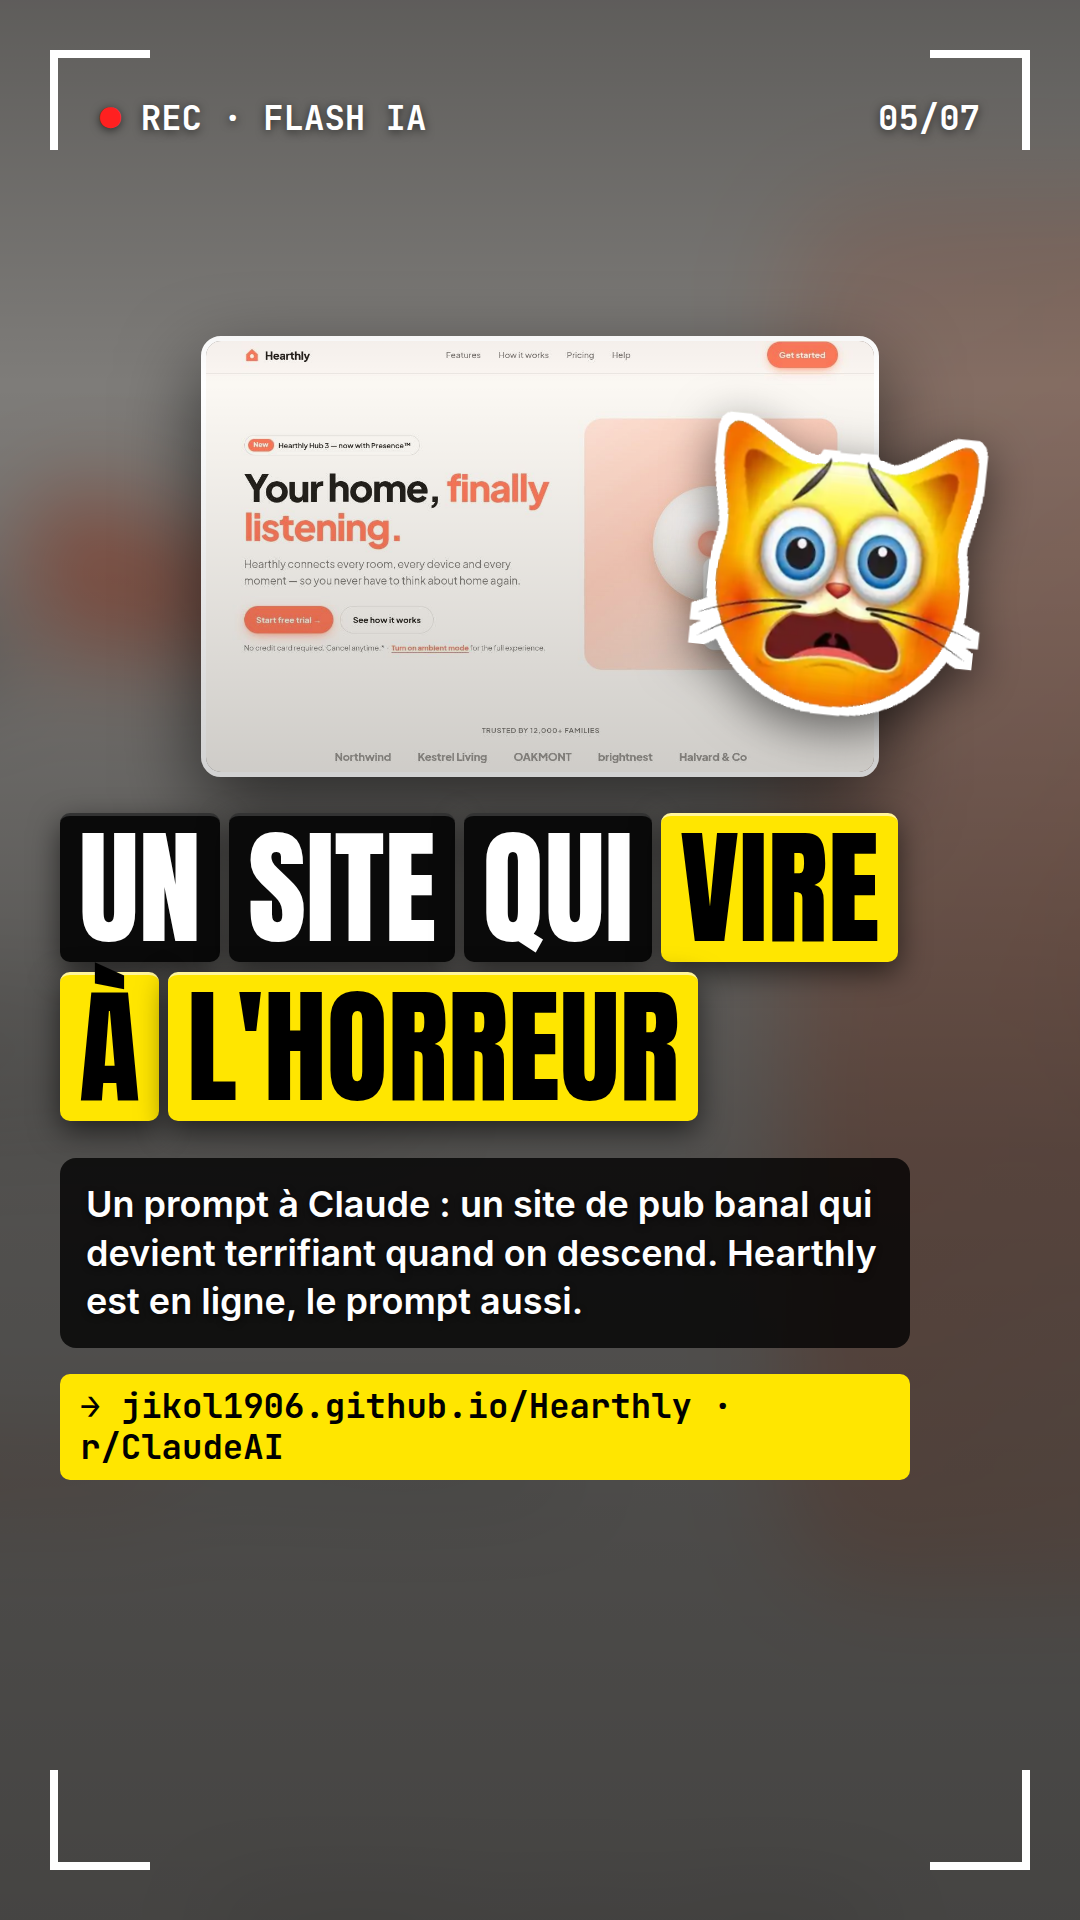 REC · FLASH IA
05/07
Hearthly
Features How it works Pricing Help
Get started
New Hearthly Hub 3 — now with Presence™
Your home, finally
listening.
Hearthly connects every room, every device and every
moment — so you never have to think about home again.
Start free trial →
See how it works
No credit card required. Cancel anytime.* · Turn on ambient mode for the full experience.
TRUSTED BY 12,000+ FAMILIES
Northwind Kestrel Living OAKMONT brightnest Halvard & Co
UN SITE QUI VIRE
À L'HORREUR
Un prompt à Claude : un site de pub banal qui
devient terrifiant quand on descend. Hearthly
est en ligne, le prompt aussi.
→ jikol1906.github.io/Hearthly ·
r/ClaudeAI